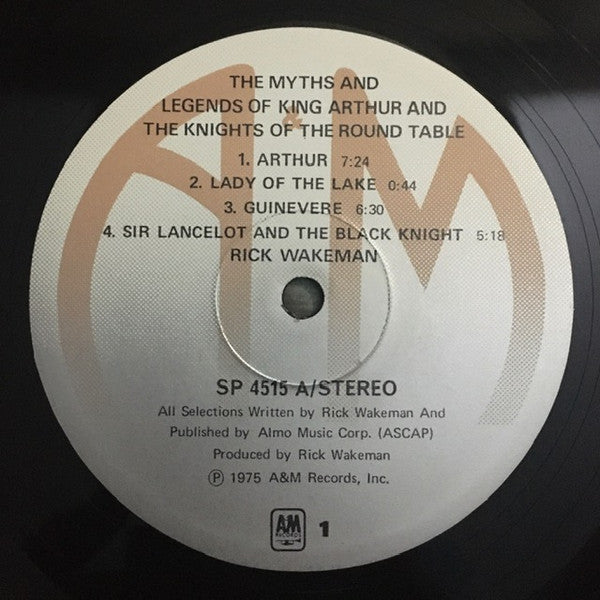 THE MYTHS AND
LEGENDS OF KING ARTHUR AND
THE KNIGHTS OF THE ROUND TABLE
1. ARTHUR 7:24
2. LADY OF THE LAKE 0:44
3. GUINEVERE 6:30
4. SIR LANCELOT AND THE BLACK KNIGHT 5:18
RICK WAKEMAN
A&M
SP 4515 A/STEREO
All Selections Written by Rick Wakeman And
Published by Almo Music Corp. (ASCAP)
Produced by Rick Wakeman
℗ 1975 A&M Records, Inc.
A&M RECORDS 1